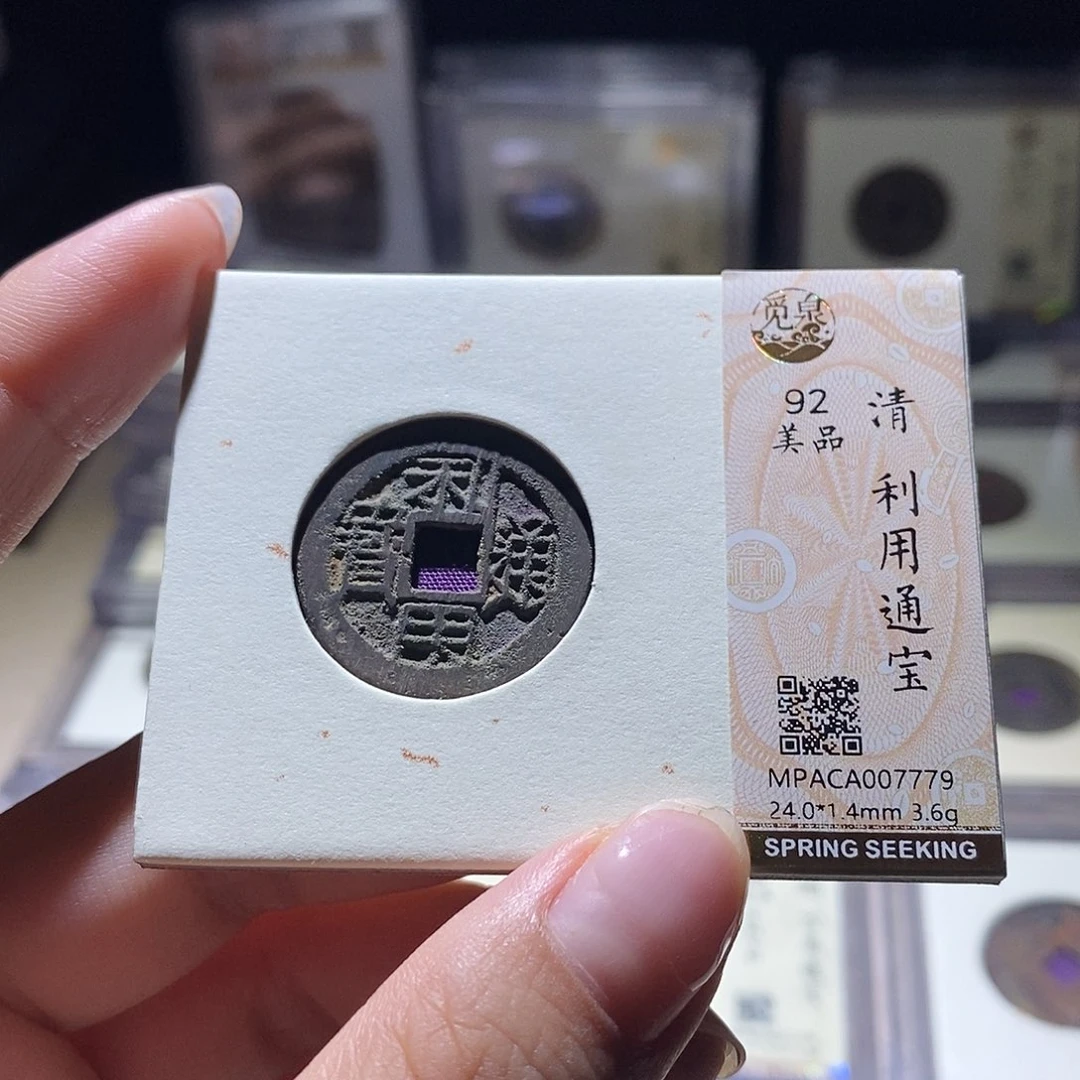 觅泉
92
美品
清 利用通宝
MPACA007779
24.0*1.4mm 3.6g
SPRING SEEKING
利用通寳